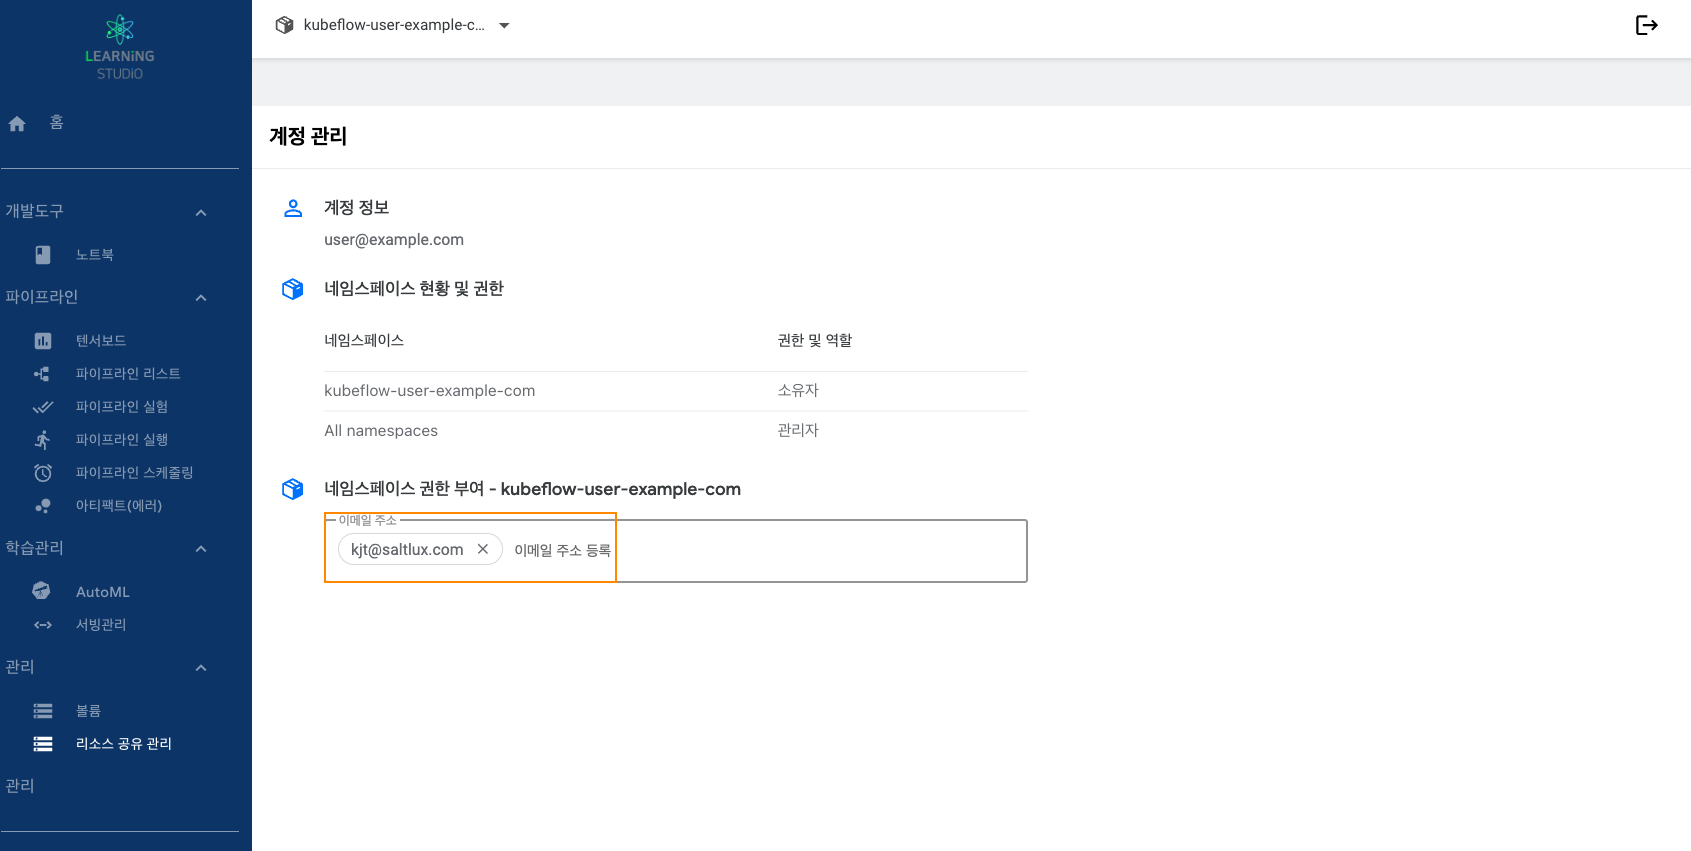 LEARNiNG
STUDiO
홈
개발도구
노트북
파이프라인
텐서보드
파이프라인 리스트
파이프라인 실험
파이프라인 실행
파이프라인 스케줄링
아티팩트(에러)
학습관리
AutoML
서빙관리
관리
볼륨
리소스 공유 관리
관리
kubeflow-user-example-c...
계정 관리
계정 정보
user@example.com
네임스페이스 현황 및 권한
네임스페이스 권한 및 역할
kubeflow-user-example-com 소유자
All namespaces 관리자
네임스페이스 권한 부여 - kubeflow-user-example-com
이메일 주소
kjt@saltlux.com 이메일 주소 등록